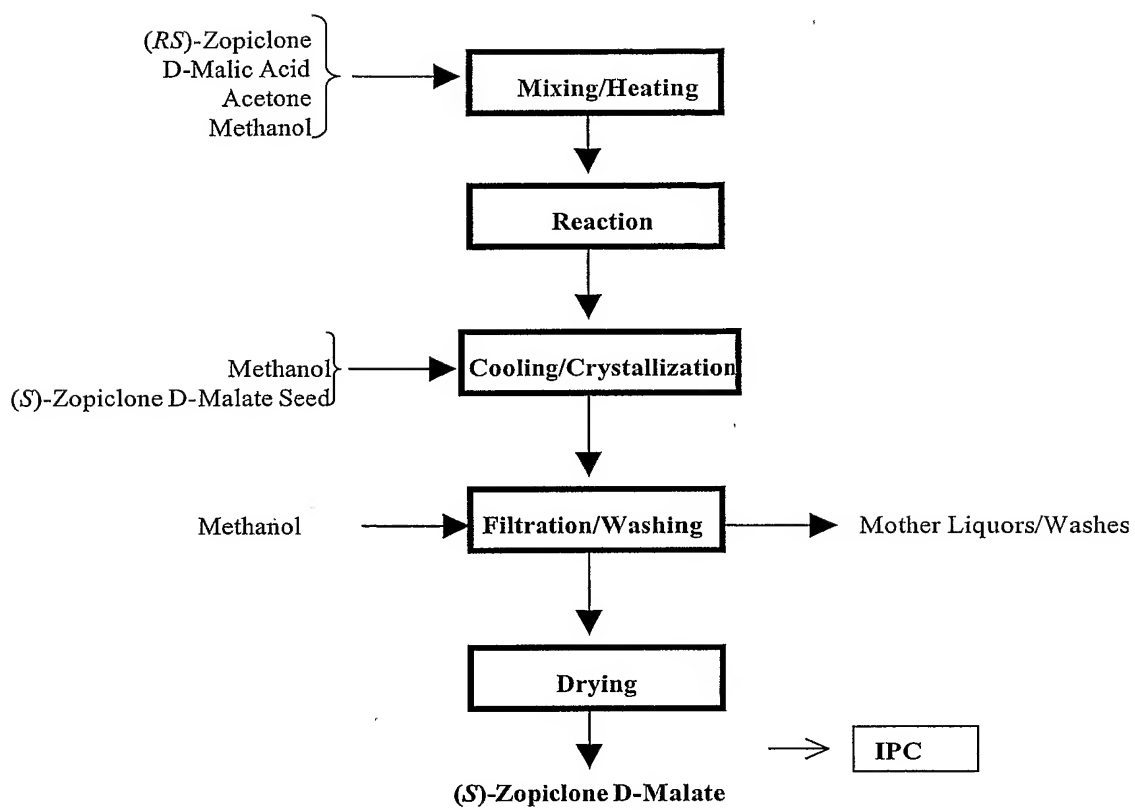 (RS)-Zopiclone
D-Malic Acid
Acetone
Methanol
Mixing/Heating
Reaction
Methanol
(S)-Zopiclone D-Malate Seed
Cooling/Crystallization
Methanol
Filtration/Washing
Mother Liquors/Washes
Drying
IPC
(S)-Zopiclone D-Malate